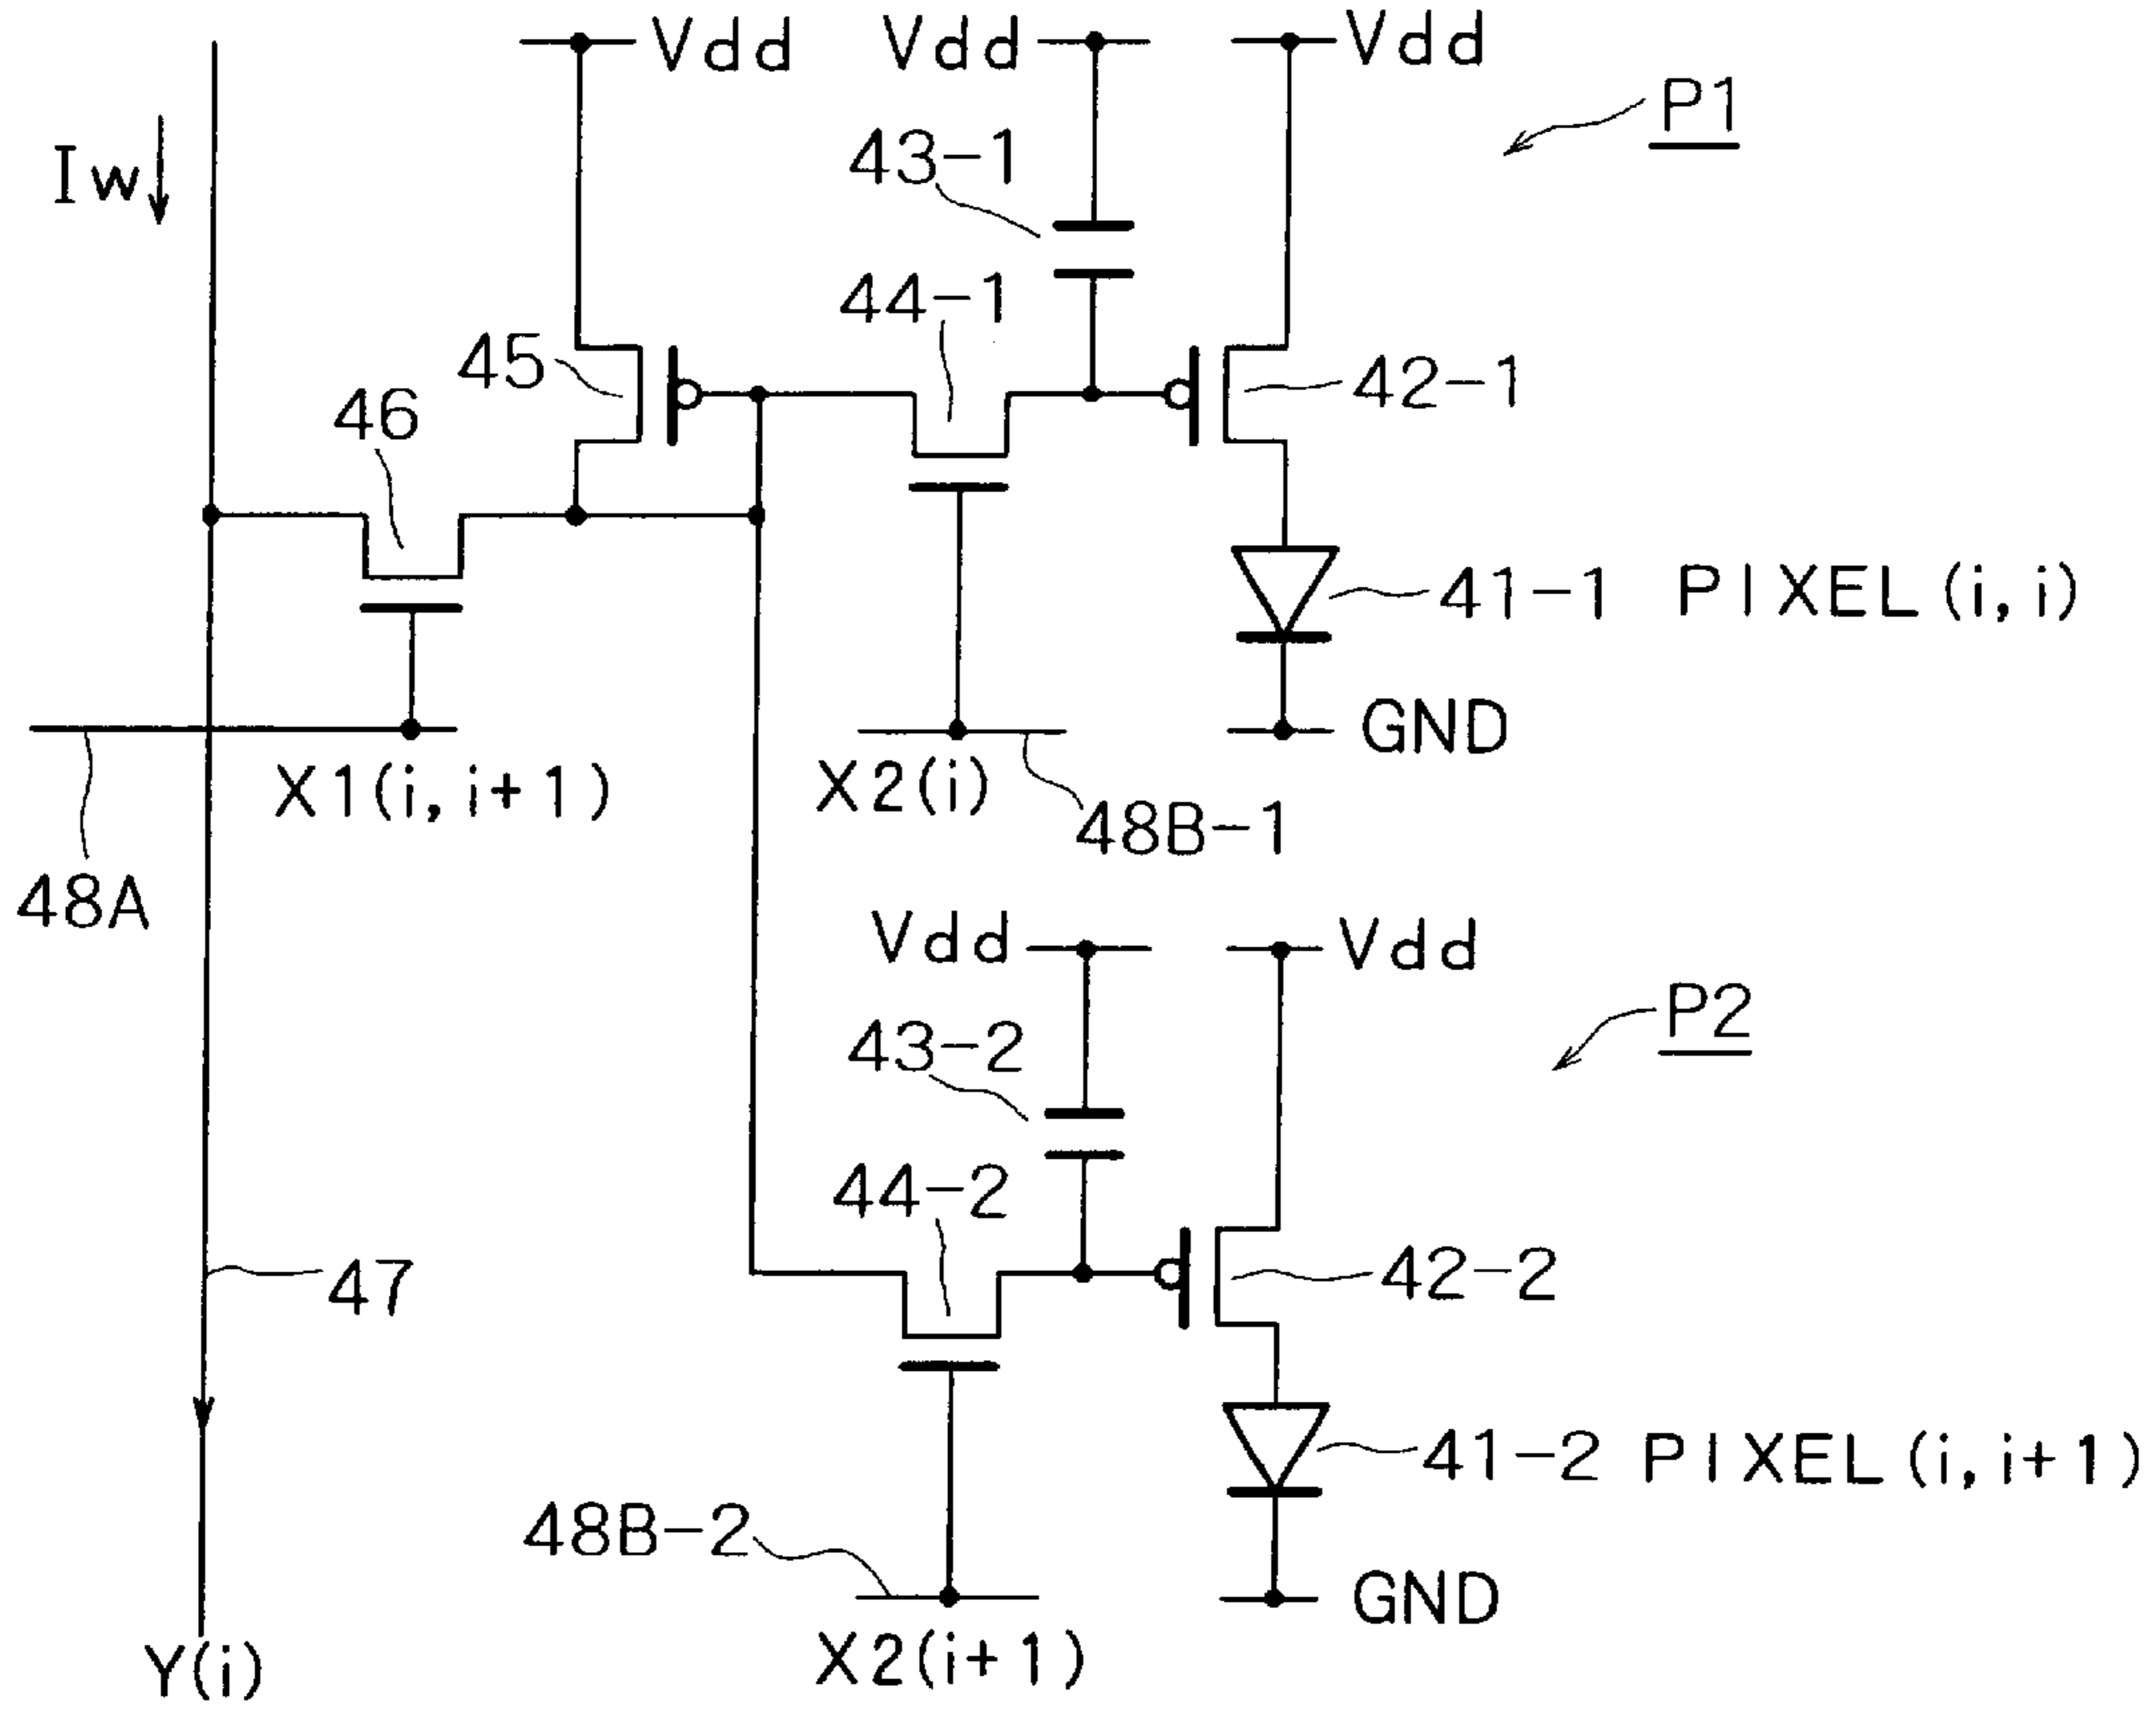 Vdd Vdd Vdd
P1
Iw
43-1
44-1
45
42-1
46
41-1 PIXEL(i,i)
GND
X1(i,i+1)
X2(i)
48B-1
48A
Vdd Vdd
P2
43-2
44-2
47
42-2
41-2 PIXEL(i,i+1)
48B-2
GND
X2(i+1)
Y(i)